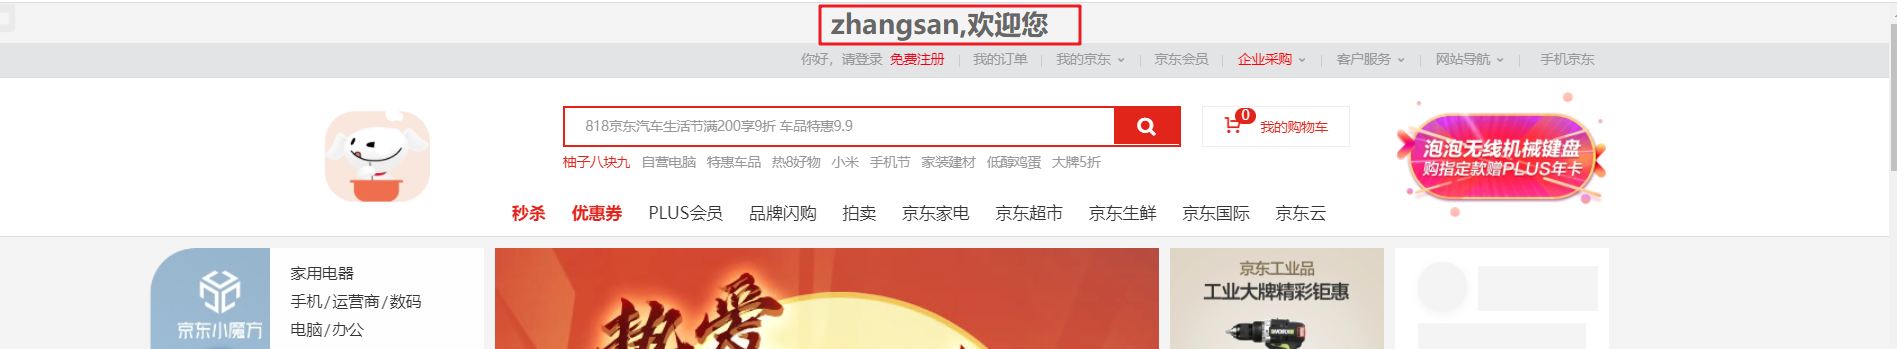 zhangsan,欢迎您
你好，请登录 免费注册 我的订单 我的京东 京东会员 企业采购 客户服务 网站导航 手机京东
818京东汽车生活节满200享9折 车品特惠9.9
0 我的购物车
柚子八块九 自营电脑 特惠车品 热8好物 小米 手机节 家装建材 低醇鸡蛋 大牌5折
泡泡无线机械键盘
购指定款赠PLUS年卡
秒杀 优惠券 PLUS会员 品牌闪购 拍卖 京东家电 京东超市 京东生鲜 京东国际 京东云
京东小魔方
家用电器
手机/运营商/数码
电脑/办公
热爱
京东工业品
工业大牌精彩钜惠
WORX